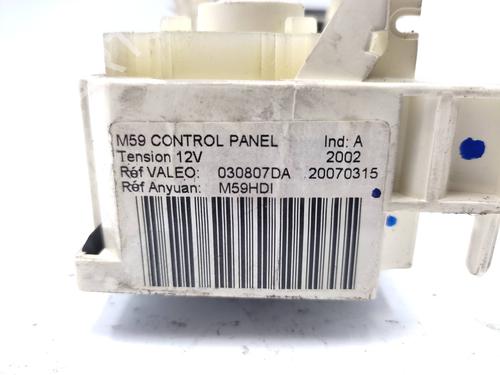 M59 CONTROL PANEL Ind: A
Tension 12V 2002
Réf VALEO: 030807DA 20070315
Réf Anyuan: M59HDI